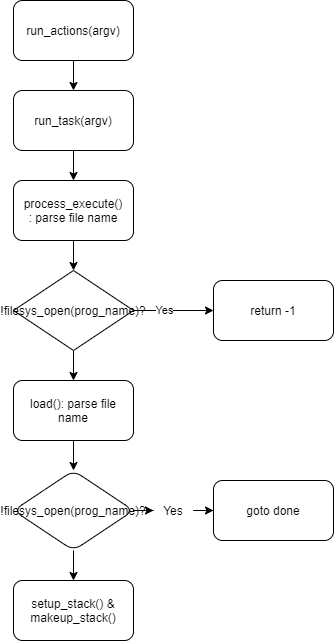 run_actions(argv)
run_task(argv)
process_execute()
: parse file name
!filesys_open(prog_name)?
Yes
return -1
load(): parse file
name
!filesys_open(prog_name)?
Yes
goto done
setup_stack() &
makeup_stack()